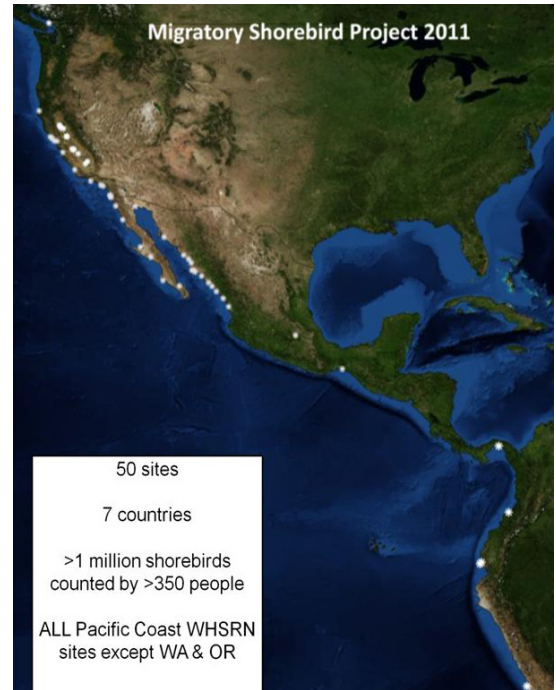 Migratory Shorebird Project 2011
50 sites
7 countries
>1 million shorebirds
counted by >350 people
ALL Pacific Coast WHSRN
sites except WA & OR